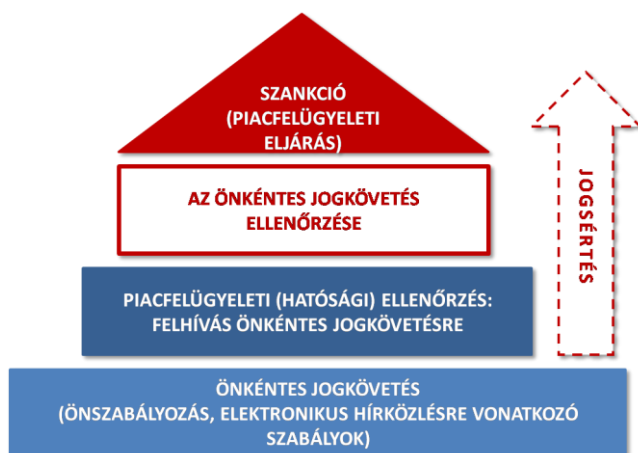 SZANKCIÓ
(PIACFELÜGYELETI
ELJÁRÁS)
AZ ÖNKÉNTES JOGKÖVETÉS
ELLENŐRZÉSE
PIACFELÜGYELETI (HATÓSÁGI) ELLENŐRZÉS:
FELHÍVÁS ÖNKÉNTES JOGKÖVETÉSRE
ÖNKÉNTES JOGKÖVETÉS
(ÖNSZABÁLYOZÁS, ELEKTRONIKUS HÍRKÖZLÉSRE VONATKOZÓ
SZABÁLYOK)
JOGSÉRTÉS